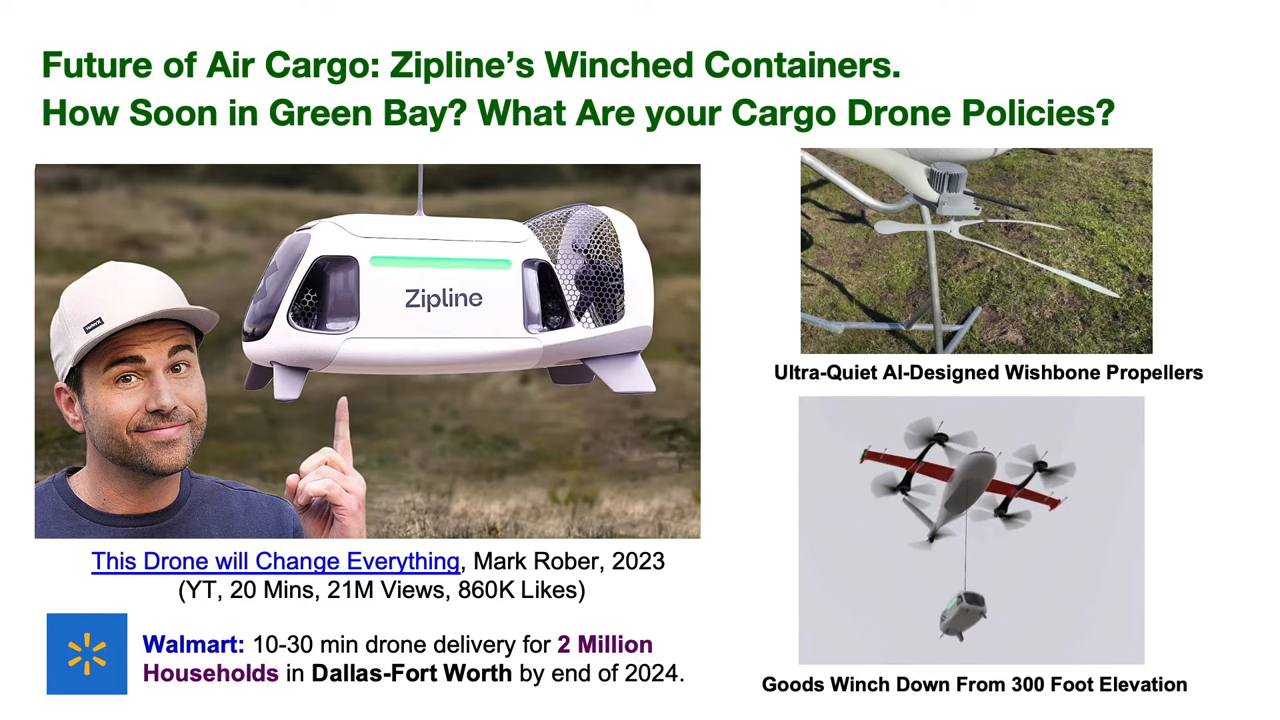 Future of Air Cargo: Zipline’s Winched Containers.
How Soon in Green Bay? What Are your Cargo Drone Policies?
Zipline
Ultra-Quiet AI-Designed Wishbone Propellers
This Drone will Change Everything, Mark Rober, 2023
(YT, 20 Mins, 21M Views, 860K Likes)
Walmart: 10-30 min drone delivery for 2 Million
Households in Dallas-Fort Worth by end of 2024.
Goods Winch Down From 300 Foot Elevation